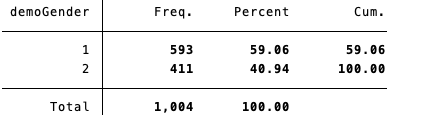 demoGender Freq. Percent Cum.
1 593 59.06 59.06
2 411 40.94 100.00
Total 1,004 100.00